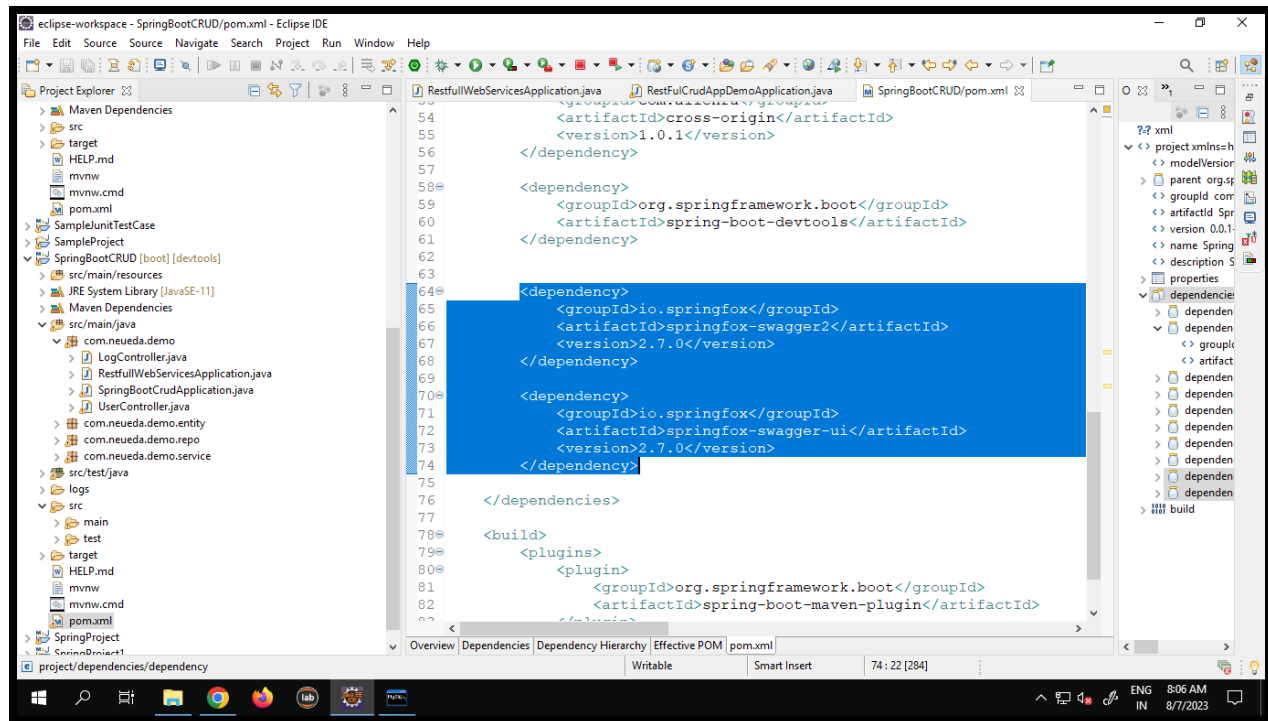 eclipse-workspace - SpringBootCRUD/pom.xml - Eclipse IDE
File Edit Source Source Navigate Search Project Run Window Help
Project Explorer
RestfullWebServicesApplication.java
RestFulCrudAppDemoApplication.java
SpringBootCRUD/pom.xml
Maven Dependencies
src
target
HELP.md
mvnw
mvnw.cmd
pom.xml
SampleJunitTestCase
SampleProject
SpringBootCRUD [boot] [devtools]
src/main/resources
JRE System Library [JavaSE-11]
Maven Dependencies
src/main/java
com.neueda.demo
LogController.java
RestfullWebServicesApplication.java
SpringBootCrudApplication.java
UserController.java
com.neueda.demo.entity
com.neueda.demo.repo
com.neueda.demo.service
src/test/java
logs
src
main
test
target
HELP.md
mvnw
mvnw.cmd
pom.xml
SpringProject
SpringProject1
54 <artifactId>cross-origin</artifactId>
55 <version>1.0.1</version>
56 </dependency>
57
58 <dependency>
59 <groupId>org.springframework.boot</groupId>
60 <artifactId>spring-boot-devtools</artifactId>
61 </dependency>
62
63
64 <dependency>
65 <groupId>io.springfox</groupId>
66 <artifactId>springfox-swagger2</artifactId>
67 <version>2.7.0</version>
68 </dependency>
69
70 <dependency>
71 <groupId>io.springfox</groupId>
72 <artifactId>springfox-swagger-ui</artifactId>
73 <version>2.7.0</version>
74 </dependency>
75
76 </dependencies>
77
78 <build>
79 <plugins>
80 <plugin>
81 <groupId>org.springframework.boot</groupId>
82 <artifactId>spring-boot-maven-plugin</artifactId>
Overview Dependencies Dependency Hierarchy Effective POM pom.xml
?=? xml
project xmlns=h
modelVersion
parent org.sp
groupId com
artifactId Spr
version 0.0.1-
name Spring
description S
properties
dependencies
dependen
dependen
groupId
artifact
dependen
dependen
dependen
dependen
dependen
dependen
dependen
dependen
build
project/dependencies/dependency
Writable
Smart Insert
74 : 22 [284]
lab
ENG
IN
8:06 AM
8/7/2023